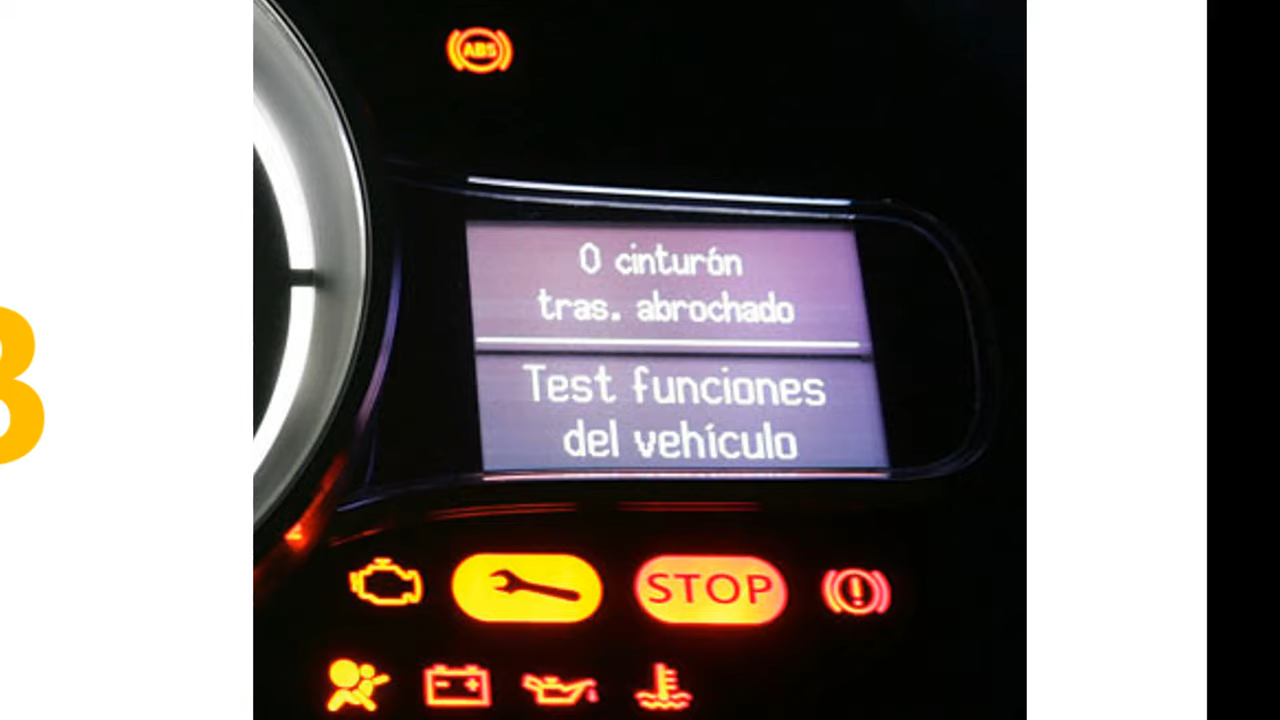 ABS
0 cinturón
tras. abrochado
Test funciones
del vehículo
STOP